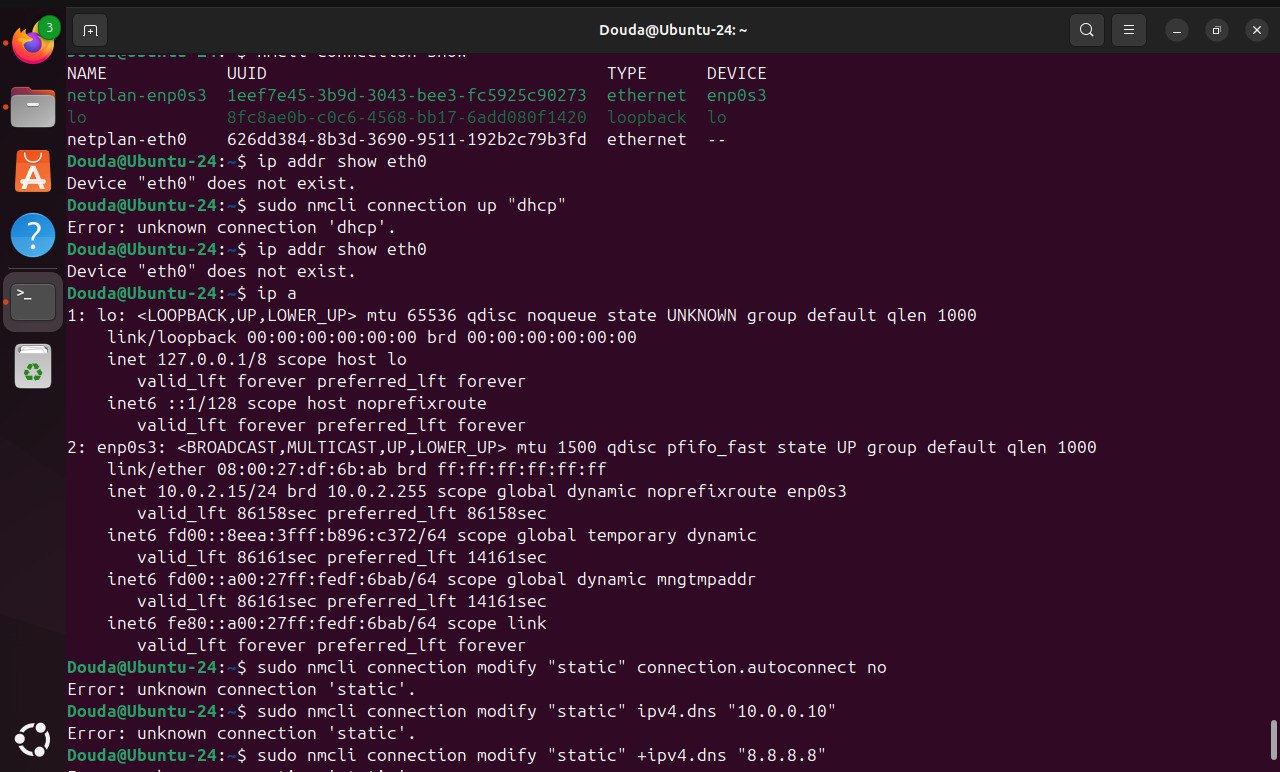 3
Douda@Ubuntu-24: ~
Douda@Ubuntu-24:~$ nmcli connection show
NAME            UUID                                  TYPE      DEVICE
netplan-enp0s3  1eef7e45-3b9d-3043-bee3-fc5925c90273  ethernet  enp0s3
lo              8fc8ae0b-c0c6-4568-bb17-6add080f1420  loopback  lo
netplan-eth0    626dd384-8b3d-3690-9511-192b2c79b3fd  ethernet  --
Douda@Ubuntu-24:~$ ip addr show eth0
Device "eth0" does not exist.
Douda@Ubuntu-24:~$ sudo nmcli connection up "dhcp"
Error: unknown connection 'dhcp'.
Douda@Ubuntu-24:~$ ip addr show eth0
Device "eth0" does not exist.
Douda@Ubuntu-24:~$ ip a
1: lo: <LOOPBACK,UP,LOWER_UP> mtu 65536 qdisc noqueue state UNKNOWN group default qlen 1000
    link/loopback 00:00:00:00:00:00 brd 00:00:00:00:00:00
    inet 127.0.0.1/8 scope host lo
       valid_lft forever preferred_lft forever
    inet6 ::1/128 scope host noprefixroute
       valid_lft forever preferred_lft forever
2: enp0s3: <BROADCAST,MULTICAST,UP,LOWER_UP> mtu 1500 qdisc pfifo_fast state UP group default qlen 1000
    link/ether 08:00:27:df:6b:ab brd ff:ff:ff:ff:ff:ff
    inet 10.0.2.15/24 brd 10.0.2.255 scope global dynamic noprefixroute enp0s3
       valid_lft 86158sec preferred_lft 86158sec
    inet6 fd00::8eea:3fff:b896:c372/64 scope global temporary dynamic
       valid_lft 86161sec preferred_lft 14161sec
    inet6 fd00::a00:27ff:fedf:6bab/64 scope global dynamic mngtmpaddr
       valid_lft 86161sec preferred_lft 14161sec
    inet6 fe80::a00:27ff:fedf:6bab/64 scope link
       valid_lft forever preferred_lft forever
Douda@Ubuntu-24:~$ sudo nmcli connection modify "static" connection.autoconnect no
Error: unknown connection 'static'.
Douda@Ubuntu-24:~$ sudo nmcli connection modify "static" ipv4.dns "10.0.0.10"
Error: unknown connection 'static'.
Douda@Ubuntu-24:~$ sudo nmcli connection modify "static" +ipv4.dns "8.8.8.8"